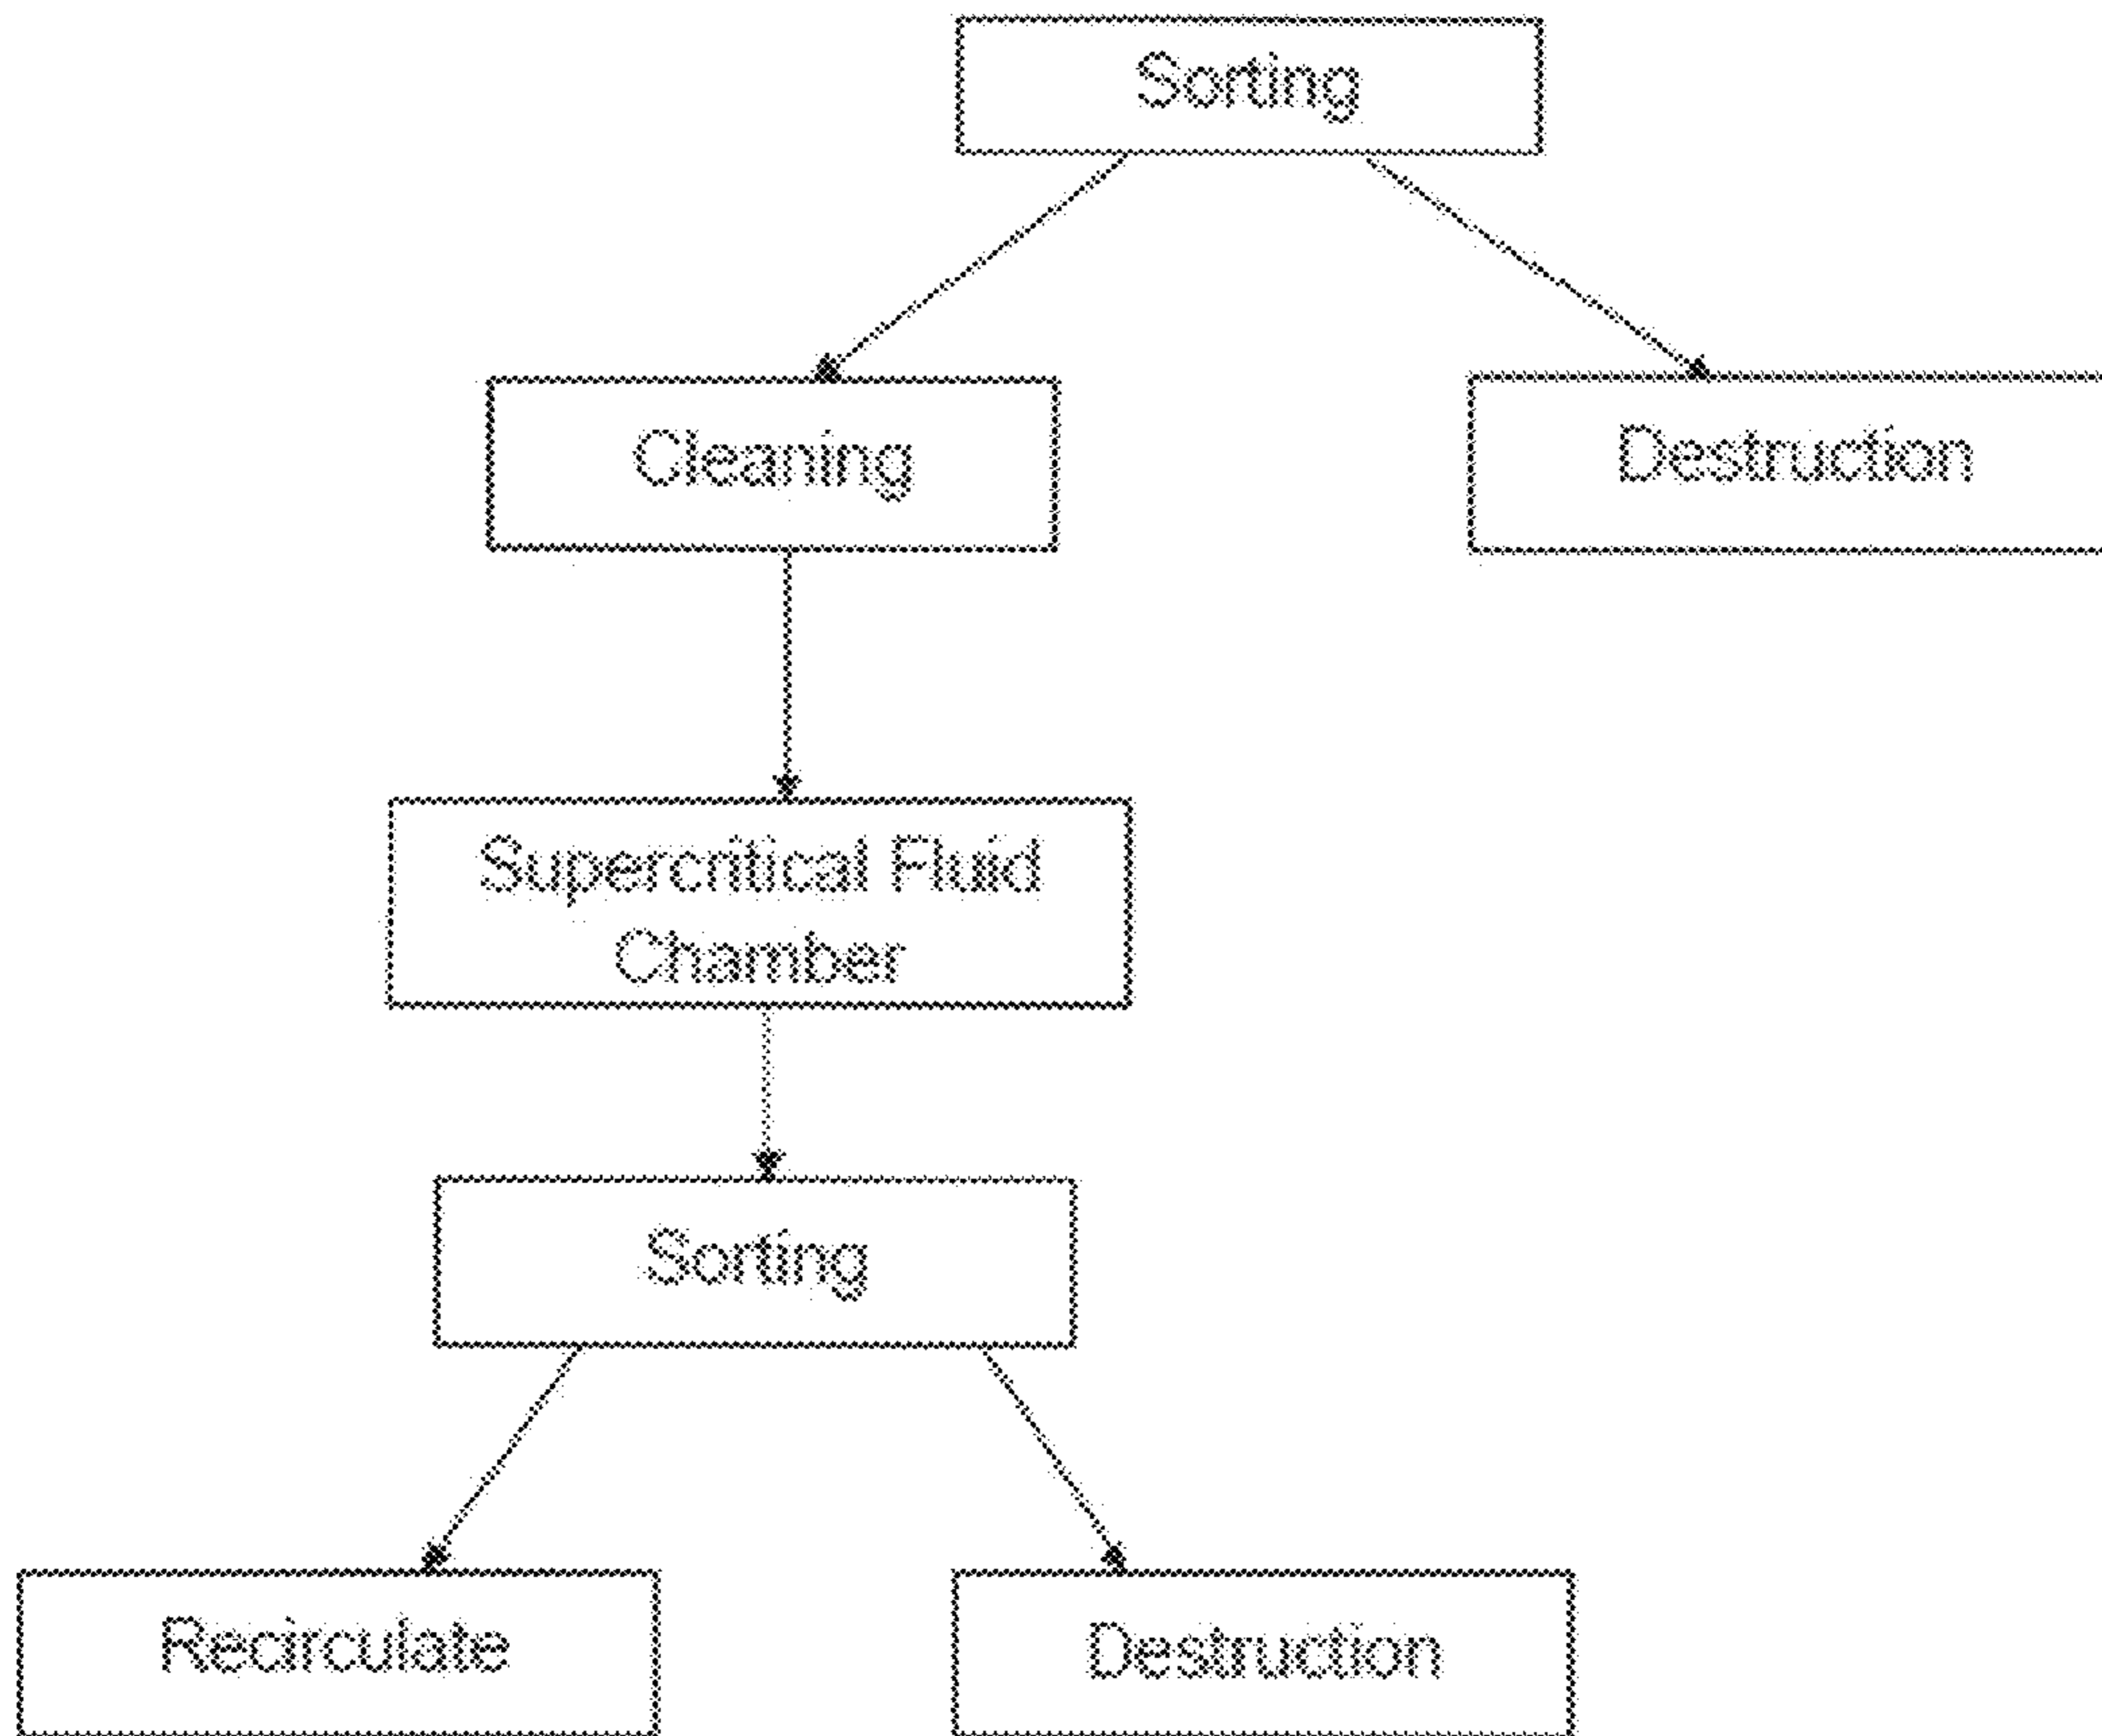 Sorting
Cleaning
Destruction
Supercritical Fluid
Chamber
Sorting
Recirculate
Destruction